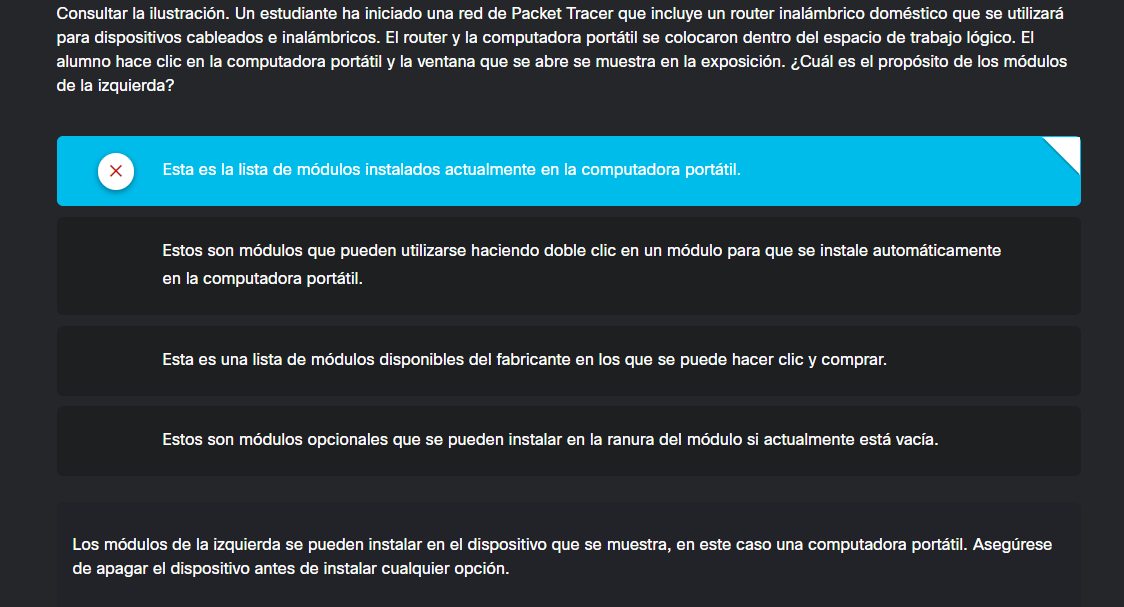 Consultar la ilustración. Un estudiante ha iniciado una red de Packet Tracer que incluye un router inalámbrico doméstico que se utilizará
para dispositivos cableados e inalámbricos. El router y la computadora portátil se colocaron dentro del espacio de trabajo lógico. El
alumno hace clic en la computadora portátil y la ventana que se abre se muestra en la exposición. ¿Cuál es el propósito de los módulos
de la izquierda?
Esta es la lista de módulos instalados actualmente en la computadora portátil.
Estos son módulos que pueden utilizarse haciendo doble clic en un módulo para que se instale automáticamente
en la computadora portátil.
Esta es una lista de módulos disponibles del fabricante en los que se puede hacer clic y comprar.
Estos son módulos opcionales que se pueden instalar en la ranura del módulo si actualmente está vacía.
Los módulos de la izquierda se pueden instalar en el dispositivo que se muestra, en este caso una computadora portátil. Asegúrese
de apagar el dispositivo antes de instalar cualquier opción.